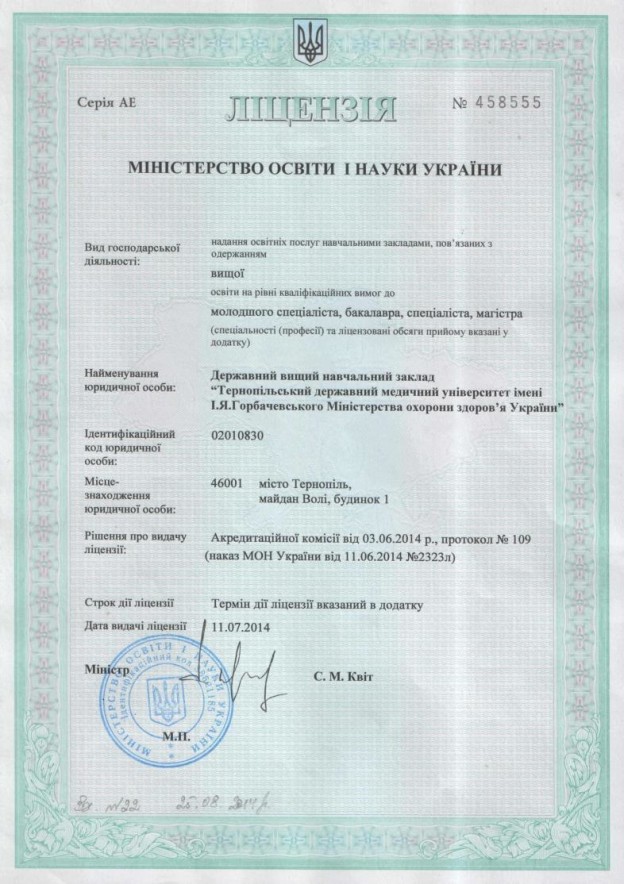 Серія АЕ
ЛІЦЕНЗІЯ
№ 458555
МІНІСТЕРСТВО ОСВІТИ І НАУКИ УКРАЇНИ
Вид господарської
діяльності:
надання освітніх послуг навчальними закладами, пов'язаних з
одержанням
вищої
освіти на рівні кваліфікаційних вимог до
молодшого спеціаліста, бакалавра, спеціаліста, магістра
(спеціальності (професії) та ліцензовані обсяги прийому вказані у
додатку)
Найменування
юридичної особи:
Державний вищий навчальний заклад
“Тернопільський державний медичний університет імені
І.Я.Горбачевського Міністерства охорони здоров’я України”
Ідентифікаційний
код юридичної
особи:
02010830
Місце-
знаходження
юридичної особи:
46001 місто Тернопіль,
майдан Волі, будинок 1
Рішення про видачу
ліцензії:
Акредитаційної комісії від 03.06.2014 р., протокол № 109
(наказ МОН України від 11.06.2014 №2323л)
Строк дії ліцензії
Термін дії ліцензії вказаний в додатку
Дата видачі ліцензії
11.07.2014
Міністр
С. М. Квіт
М.П.
МІНІСТЕРСТВО ОСВІТИ І НАУКИ УКРАЇНИ
Ідентифікаційний код
Вх. №22 25.08.2014р.